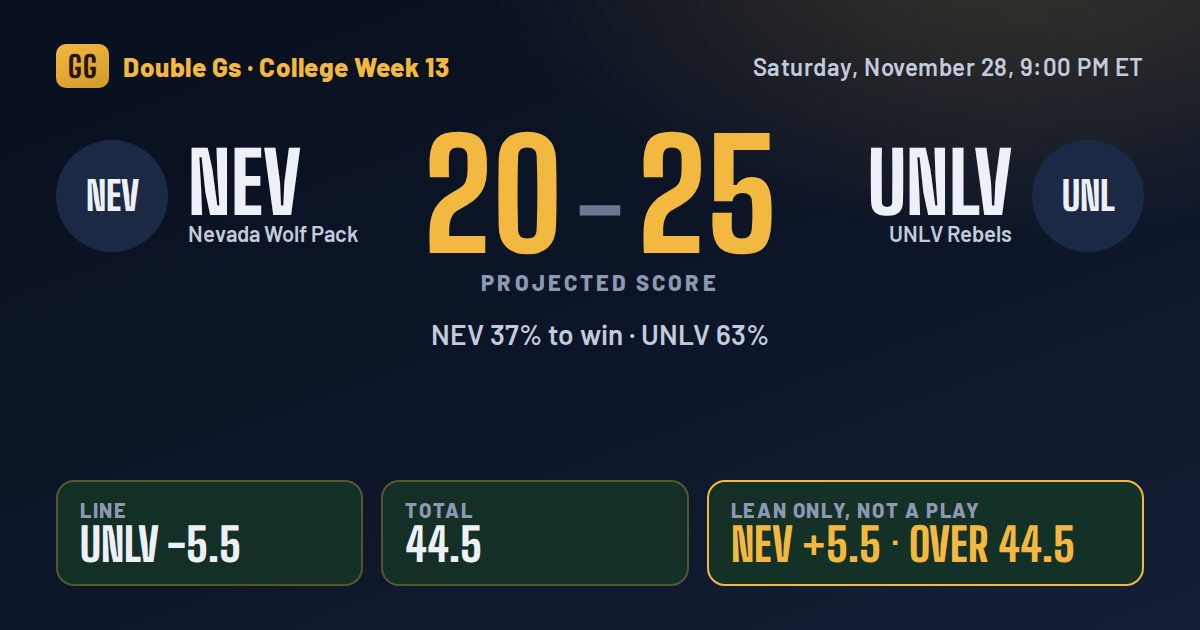 GG Double Gs · College Week 13
Saturday, November 28, 9:00 PM ET
NEV
NEV
Nevada Wolf Pack
20 – 25
PROJECTED SCORE
NEV 37% to win · UNLV 63%
UNLV
UNLV Rebels
UNL
LINE
UNLV −5.5
TOTAL
44.5
LEAN ONLY, NOT A PLAY
NEV +5.5 · OVER 44.5